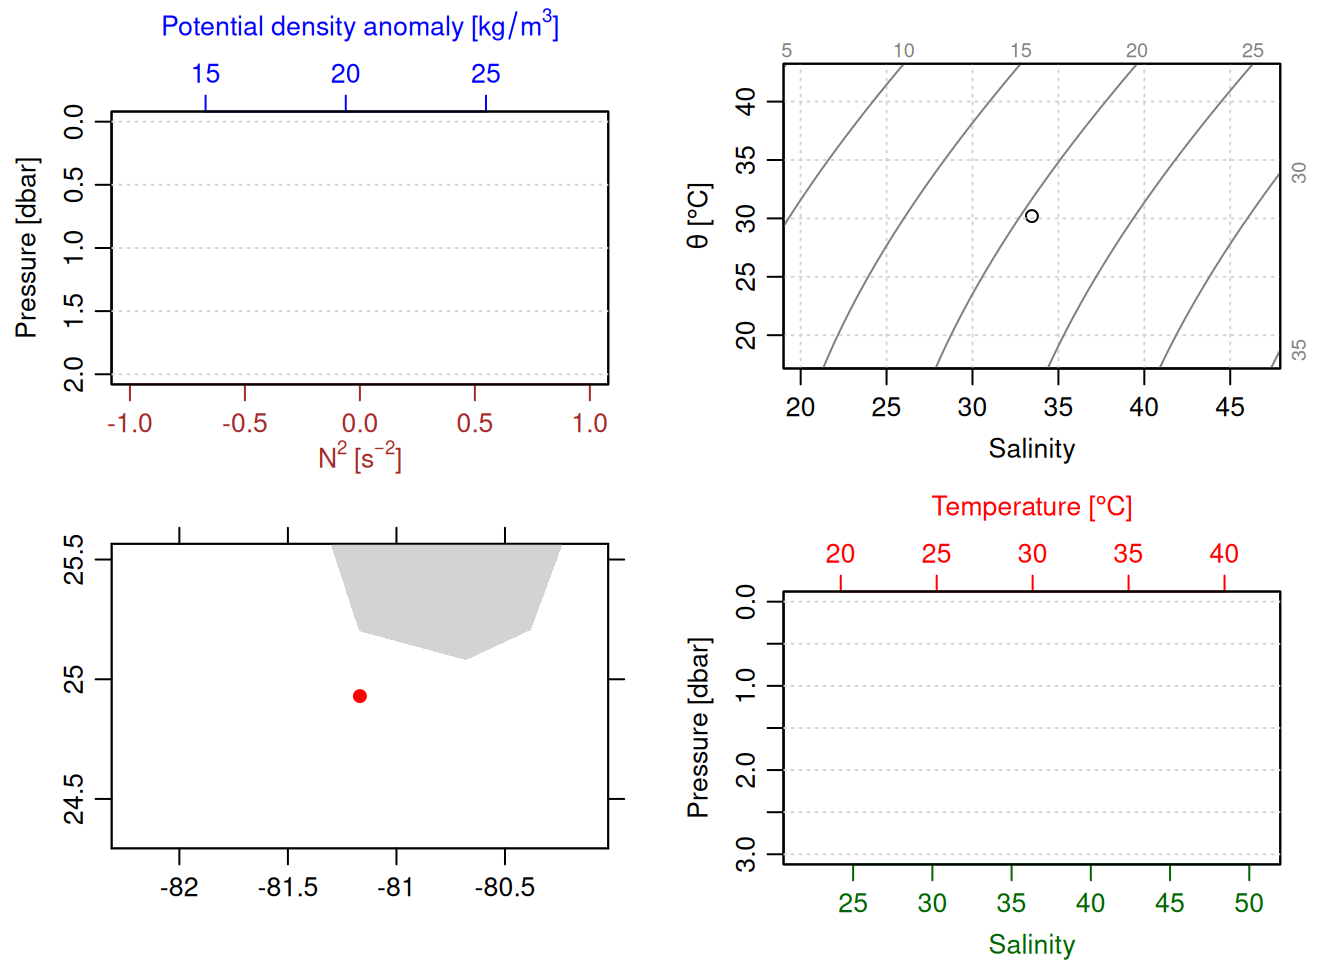 Potential density anomaly [kg/m³]
15 20 25
Pressure [dbar]
0.0 0.5 1.0 1.5 2.0
-1.0 -0.5 0.0 0.5 1.0
N² [s⁻²]
5 10 15 20 25
30 35
θ [°C]
40 35 30 25 20
20 25 30 35 40 45
Salinity
25.5 25 24.5
-82 -81.5 -81 -80.5
Temperature [°C]
20 25 30 35 40
Pressure [dbar]
0.0 1.0 2.0 3.0
25 30 35 40 45 50
Salinity